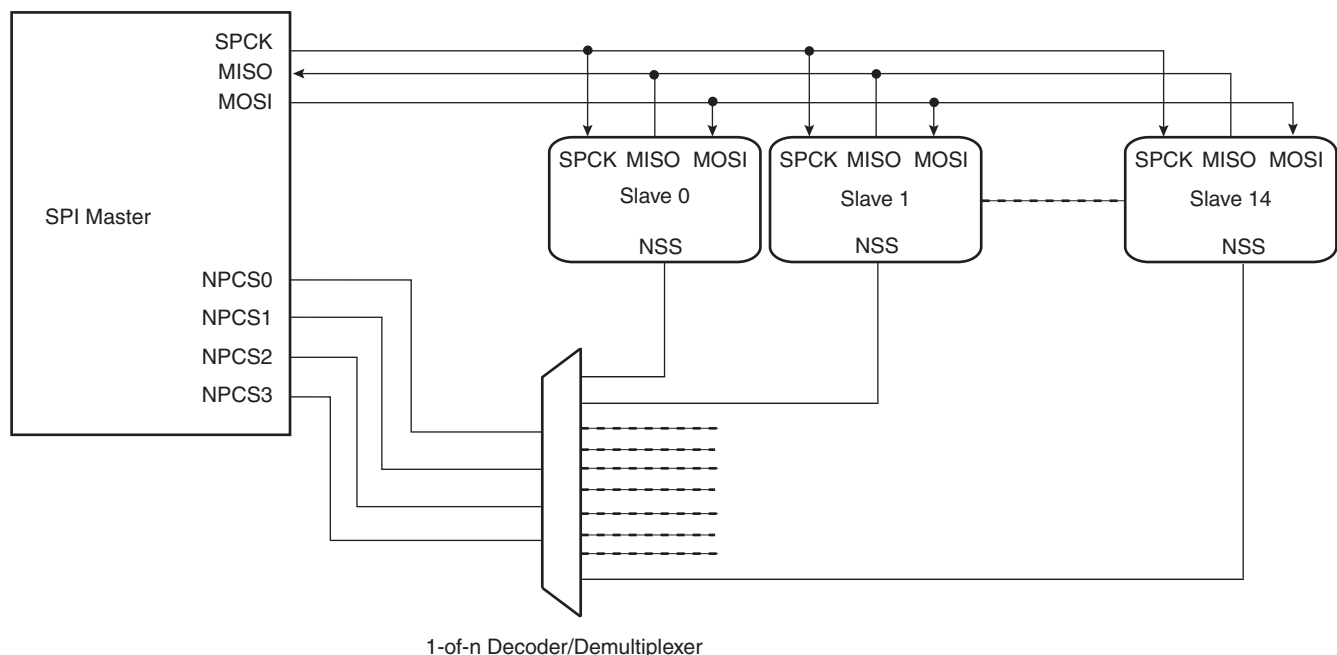 SPCK
MISO
MOSI
SPI Master
NPCS0
NPCS1
NPCS2
NPCS3
SPCK MISO MOSI
Slave 0
NSS
SPCK MISO MOSI
Slave 1
NSS
SPCK MISO MOSI
Slave 14
NSS
1-of-n Decoder/Demultiplexer